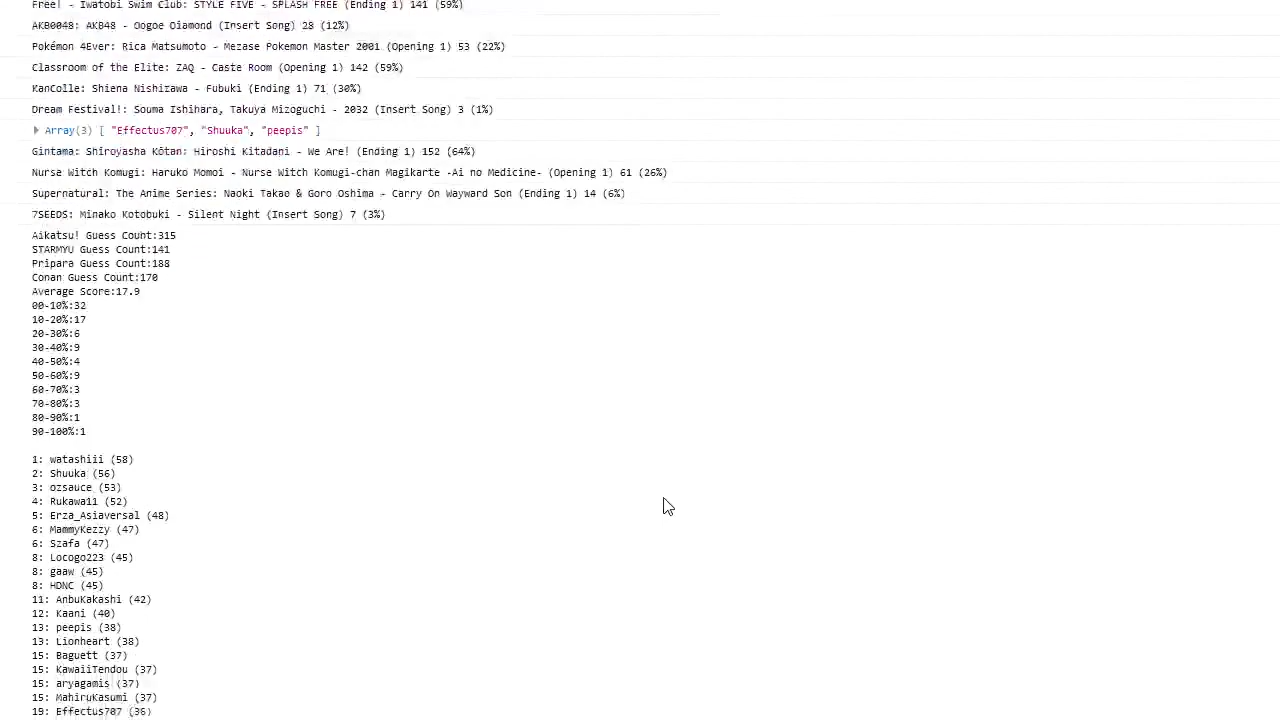 Free! - Iwatobi Swim Club: STYLE FIVE - SPLASH FREE (Ending 1) 141 (59%)
AKB0048: AKB48 - Oogoe Diamond (Insert Song) 28 (12%)
Pokémon 4Ever: Rica Matsumoto - Mezase Pokemon Master 2001 (Opening 1) 53 (22%)
Classroom of the Elite: ZAQ - Caste Room (Opening 1) 142 (59%)
KanColle: Shiena Nishizawa - Fubuki (Ending 1) 71 (30%)
Dream Festival!: Souma Ishihara, Takuya Mizoguchi - 2032 (Insert Song) 3 (1%)
Array(3) [ "Effectus707", "Shuuka", "peepis" ]
Gintama: Shiroyasha Kōtan: Hiroshi Kitadani - We Are! (Ending 1) 152 (64%)
Nurse Witch Komugi: Haruko Momoi - Nurse Witch Komugi-chan Magikarte -Ai no Medicine- (Opening 1) 61 (26%)
Supernatural: The Anime Series: Naoki Takao & Goro Oshima - Carry On Wayward Son (Ending 1) 14 (6%)
7SEEDS: Minako Kotobuki - Silent Night (Insert Song) 7 (3%)
Aikatsu! Guess Count:315
STARMYU Guess Count:141
Pripara Guess Count:188
Conan Guess Count:170
Average Score:17.9
00-10%:32
10-20%:17
20-30%:6
30-40%:9
40-50%:4
50-60%:9
60-70%:3
70-80%:3
80-90%:1
90-100%:1
1: watashiii (58)
2: Shuuka (56)
3: ozsauce (53)
4: Rukawa11 (52)
5: Erza_Asiaversal (48)
6: MammyKezzy (47)
6: Szafa (47)
8: Locogo223 (45)
8: gaaw (45)
8: HDNC (45)
11: AnbuKakashi (42)
12: Kaani (40)
13: peepis (38)
13: Lionheart (38)
15: Baguett (37)
15: KawaiiTendou (37)
15: aryagamis (37)
15: MahiruKasumi (37)
19: Effectus707 (36)